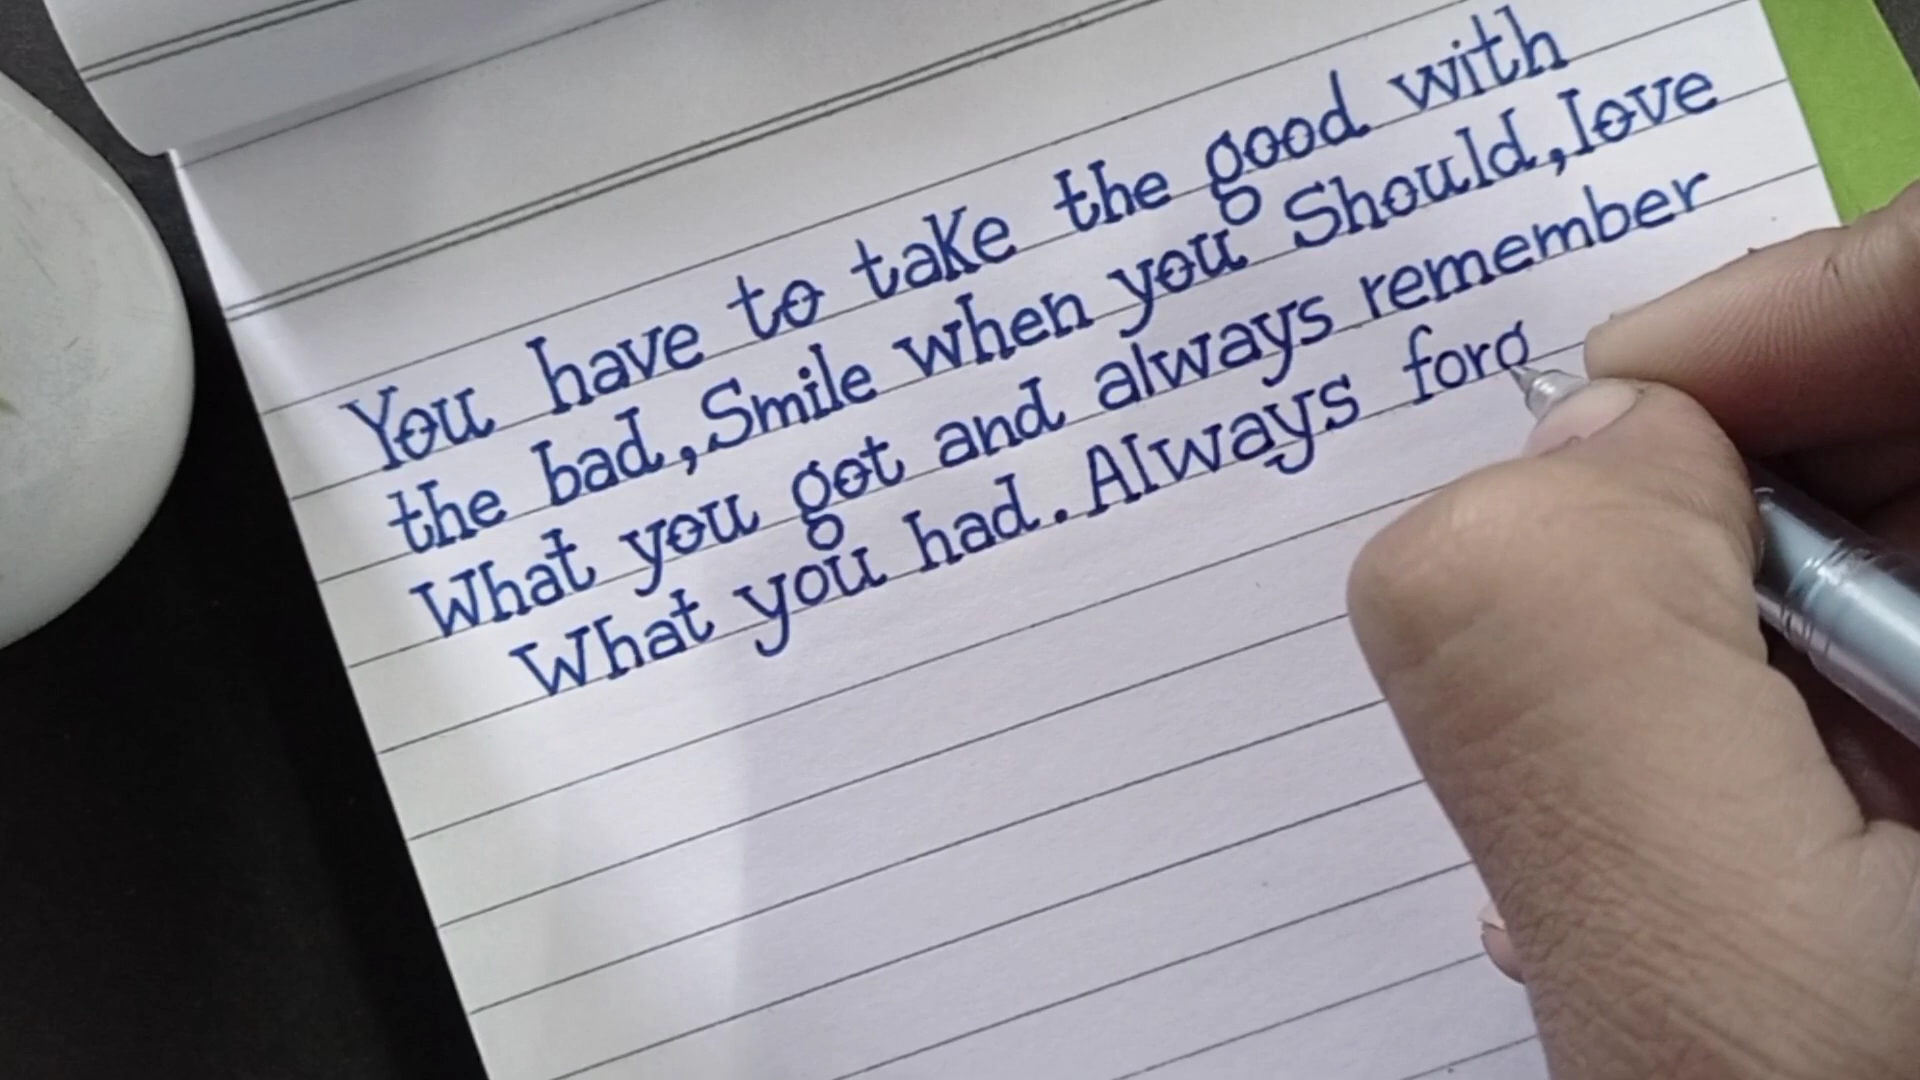 You have to take the good with
the bad,Smile when you Should,love
What you got and always remember
What you had.Always forg